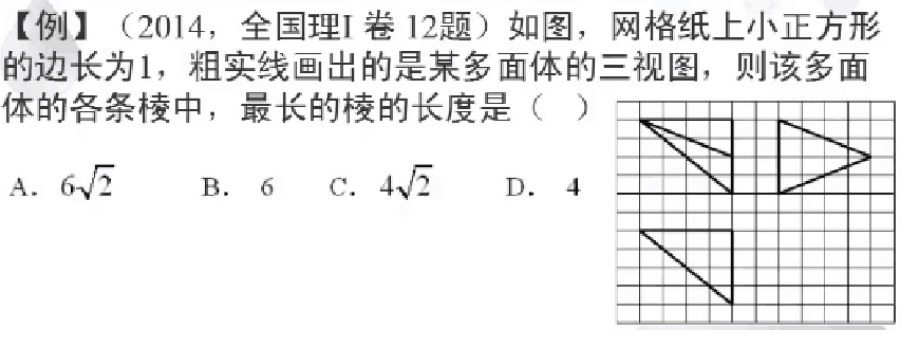 【例】（2014，全国理I 卷 12题）如图，网格纸上小正方形
的边长为1，粗实线画出的是某多面体的三视图，则该多面
体的各条棱中，最长的棱的长度是（ ）
A. 6√2 B. 6 C. 4√2 D. 4